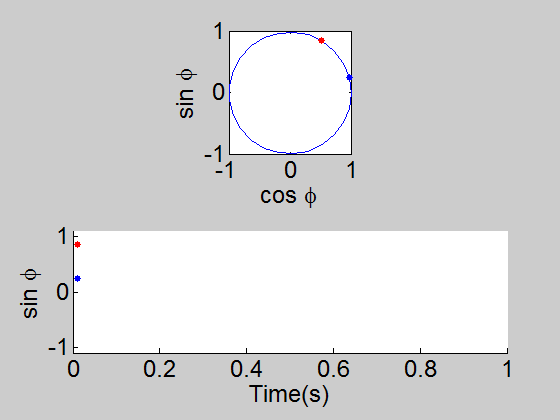 1
sin ϕ
0
-1
-1 0 1
cos ϕ
1
sin ϕ
0
-1
0 0.2 0.4 0.6 0.8 1
Time(s)